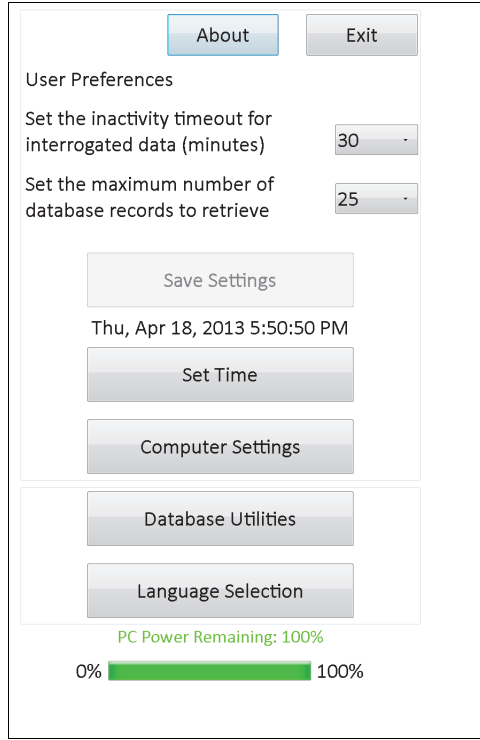 About
Exit
User Preferences
Set the inactivity timeout for
interrogated data (minutes)
30
Set the maximum number of
database records to retrieve
25
Save Settings
Thu, Apr 18, 2013 5:50:50 PM
Set Time
Computer Settings
Database Utilities
Language Selection
PC Power Remaining: 100%
0%
100%